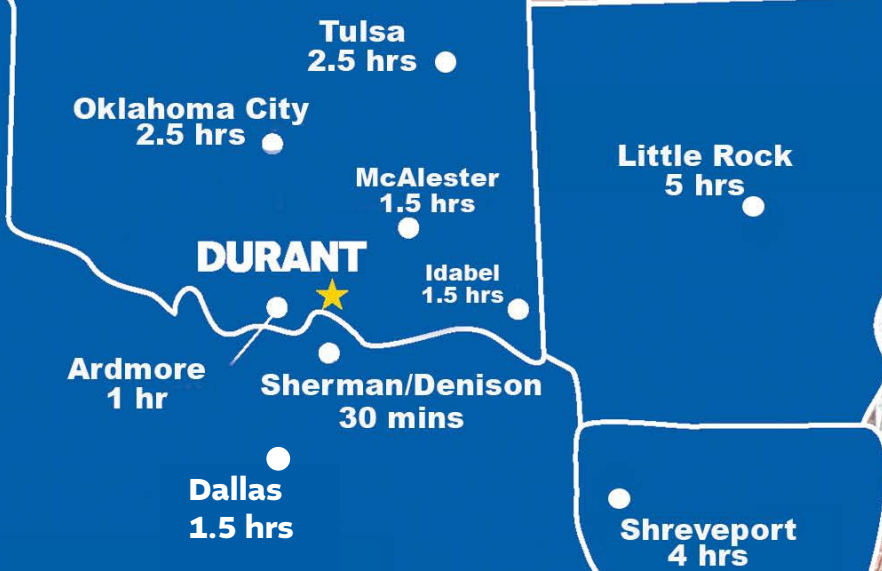 Tulsa
2.5 hrs
Oklahoma City
2.5 hrs
Little Rock
5 hrs
McAlester
1.5 hrs
DURANT
Idabel
1.5 hrs
Ardmore
1 hr
Sherman/Denison
30 mins
Dallas
1.5 hrs
Shreveport
4 hrs